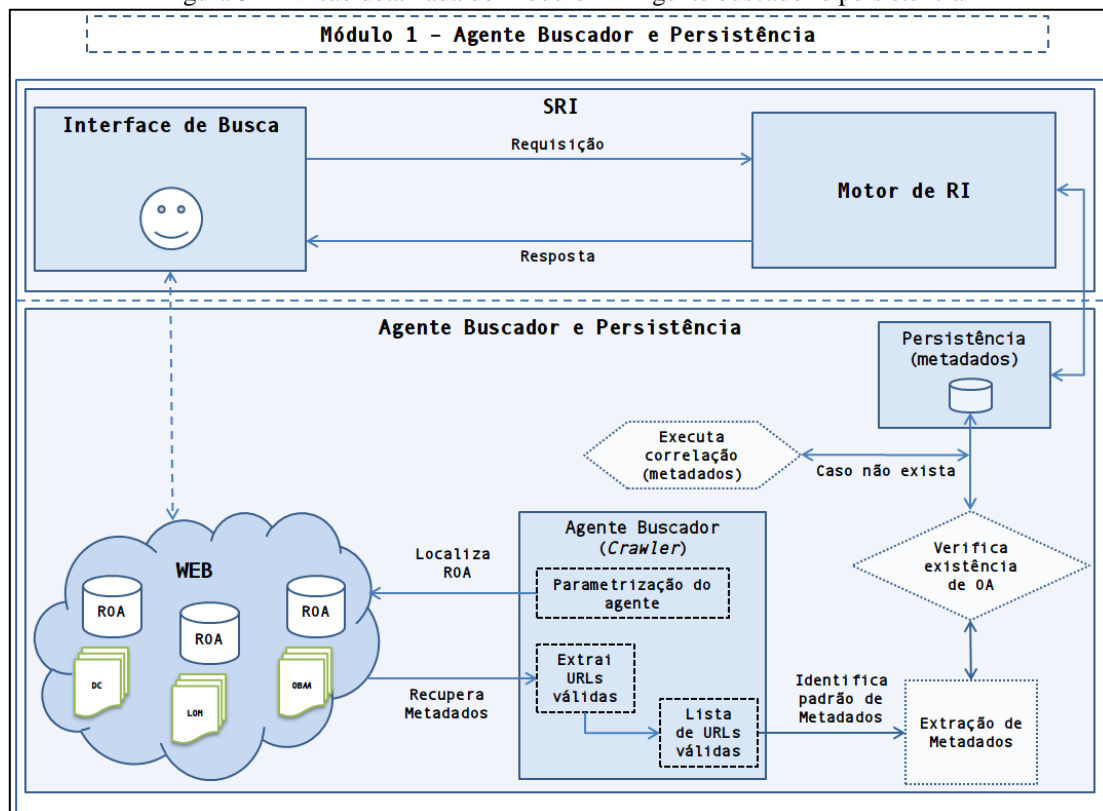 Módulo 1 – Agente Buscador e Persistência
SRI
Interface de Busca
Requisição
Motor de RI
Resposta
Agente Buscador e Persistência
Persistência
(metadados)
Executa
correlação
(metadados)
Caso não exista
Verifica
existência
de OA
Agente Buscador
(Crawler)
Parametrização do
agente
Localiza
ROA
WEB
ROA
ROA
ROA
DC
LOM
OBAA
Recupera
Metadados
Extrai
URLs
válidas
Lista
de URLs
válidas
Identifica
padrão de
Metadados
Extração de
Metadados